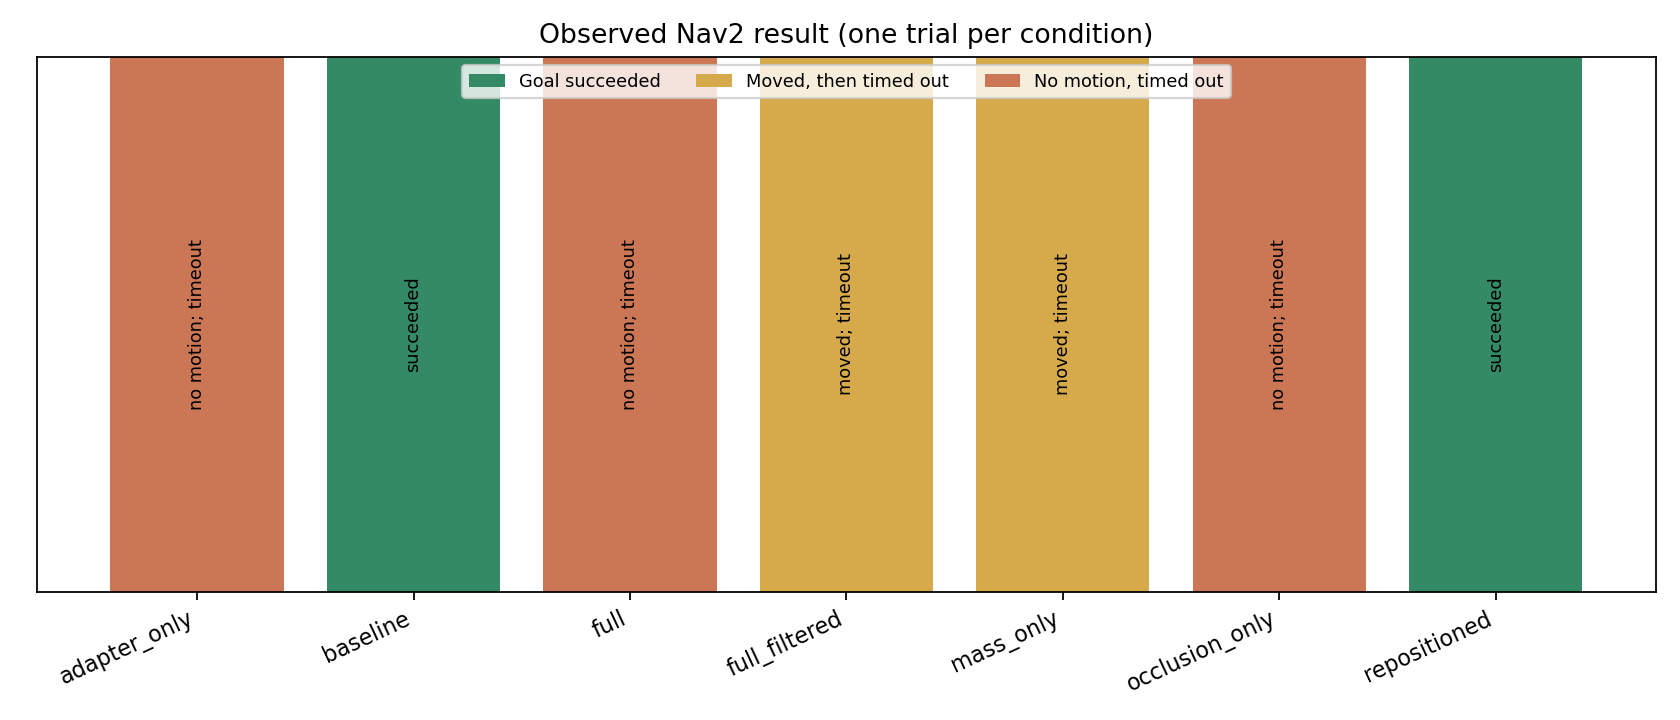 Observed Nav2 result (one trial per condition)
Goal succeeded
Moved, then timed out
No motion, timed out
no motion; timeout
succeeded
no motion; timeout
moved; timeout
moved; timeout
no motion; timeout
succeeded
adapter_only
baseline
full
full_filtered
mass_only
occlusion_only
repositioned